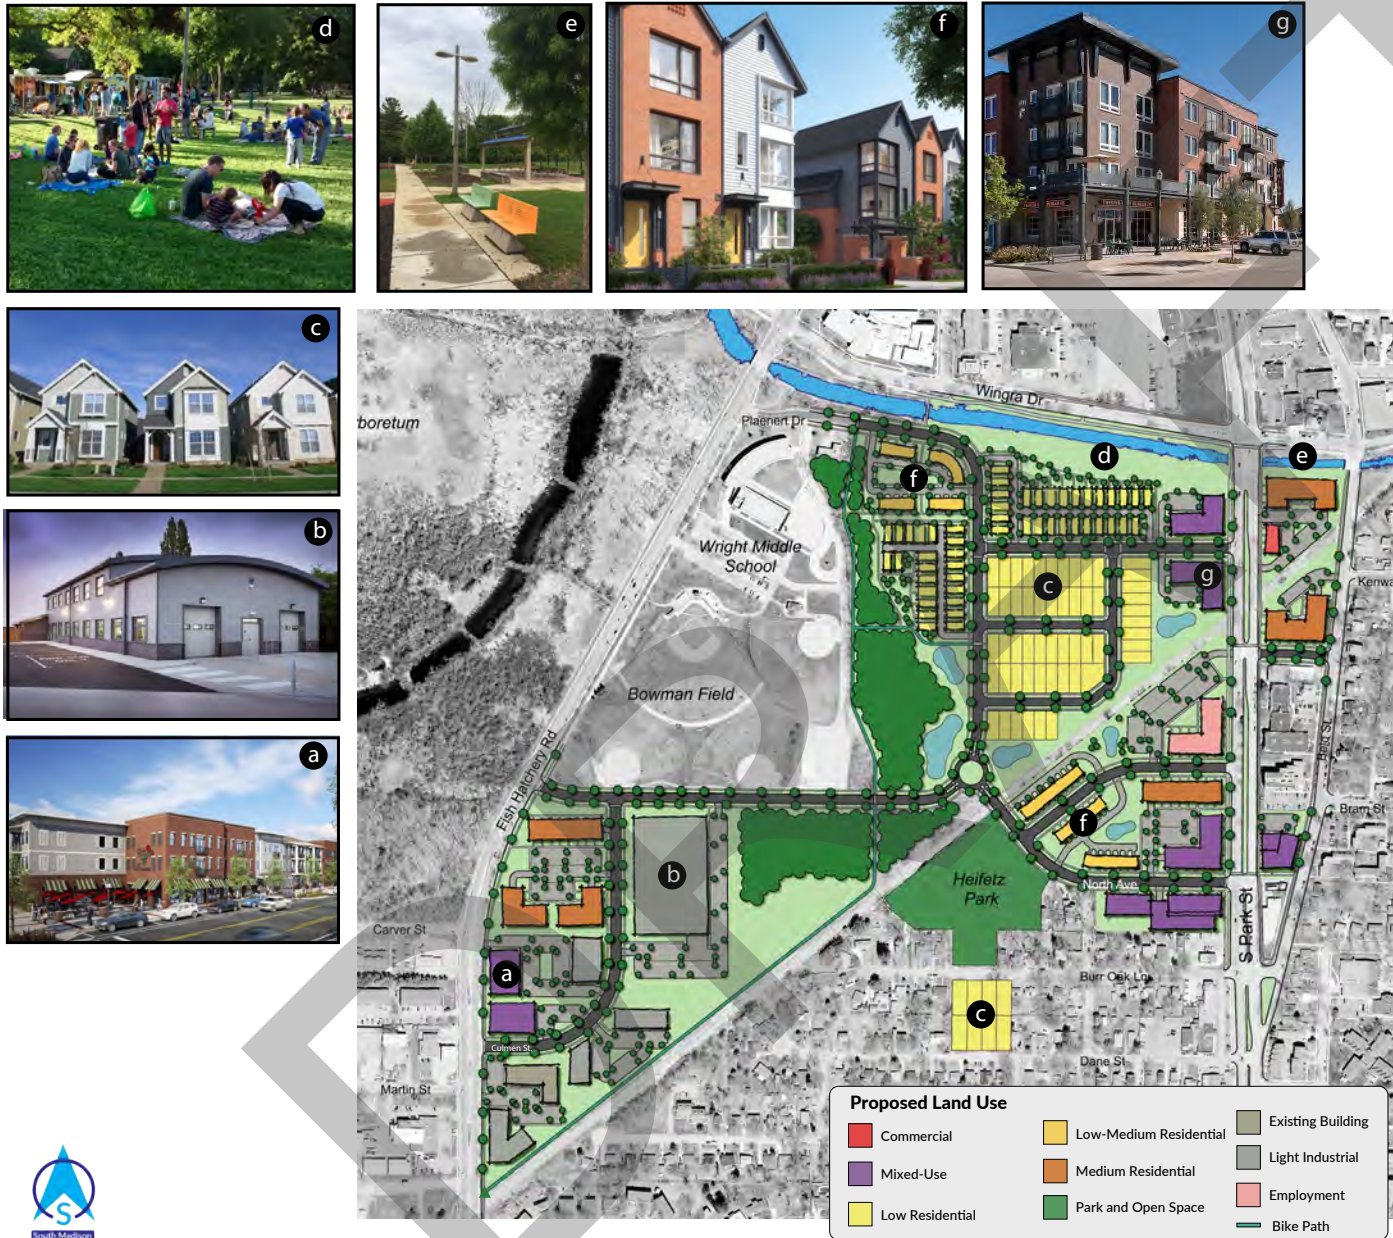 d
e
f
g
c
b
a
boretum
Wingra Dr
Plaenert Dr
d
e
f
Wright Middle
School
c
g
Kenwa
Bowman Field
Fish Hatchery Rd
Beld St
Bram St
f
b
Heifetz
Park
North Ave
S Park St
Carver St
a
Burr Oak Ln
c
Culmen St.
Dane St
Martin St
Proposed Land Use
Commercial
Mixed-Use
Low Residential
Low-Medium Residential
Medium Residential
Park and Open Space
Existing Building
Light Industrial
Employment
Bike Path
S
South Madison